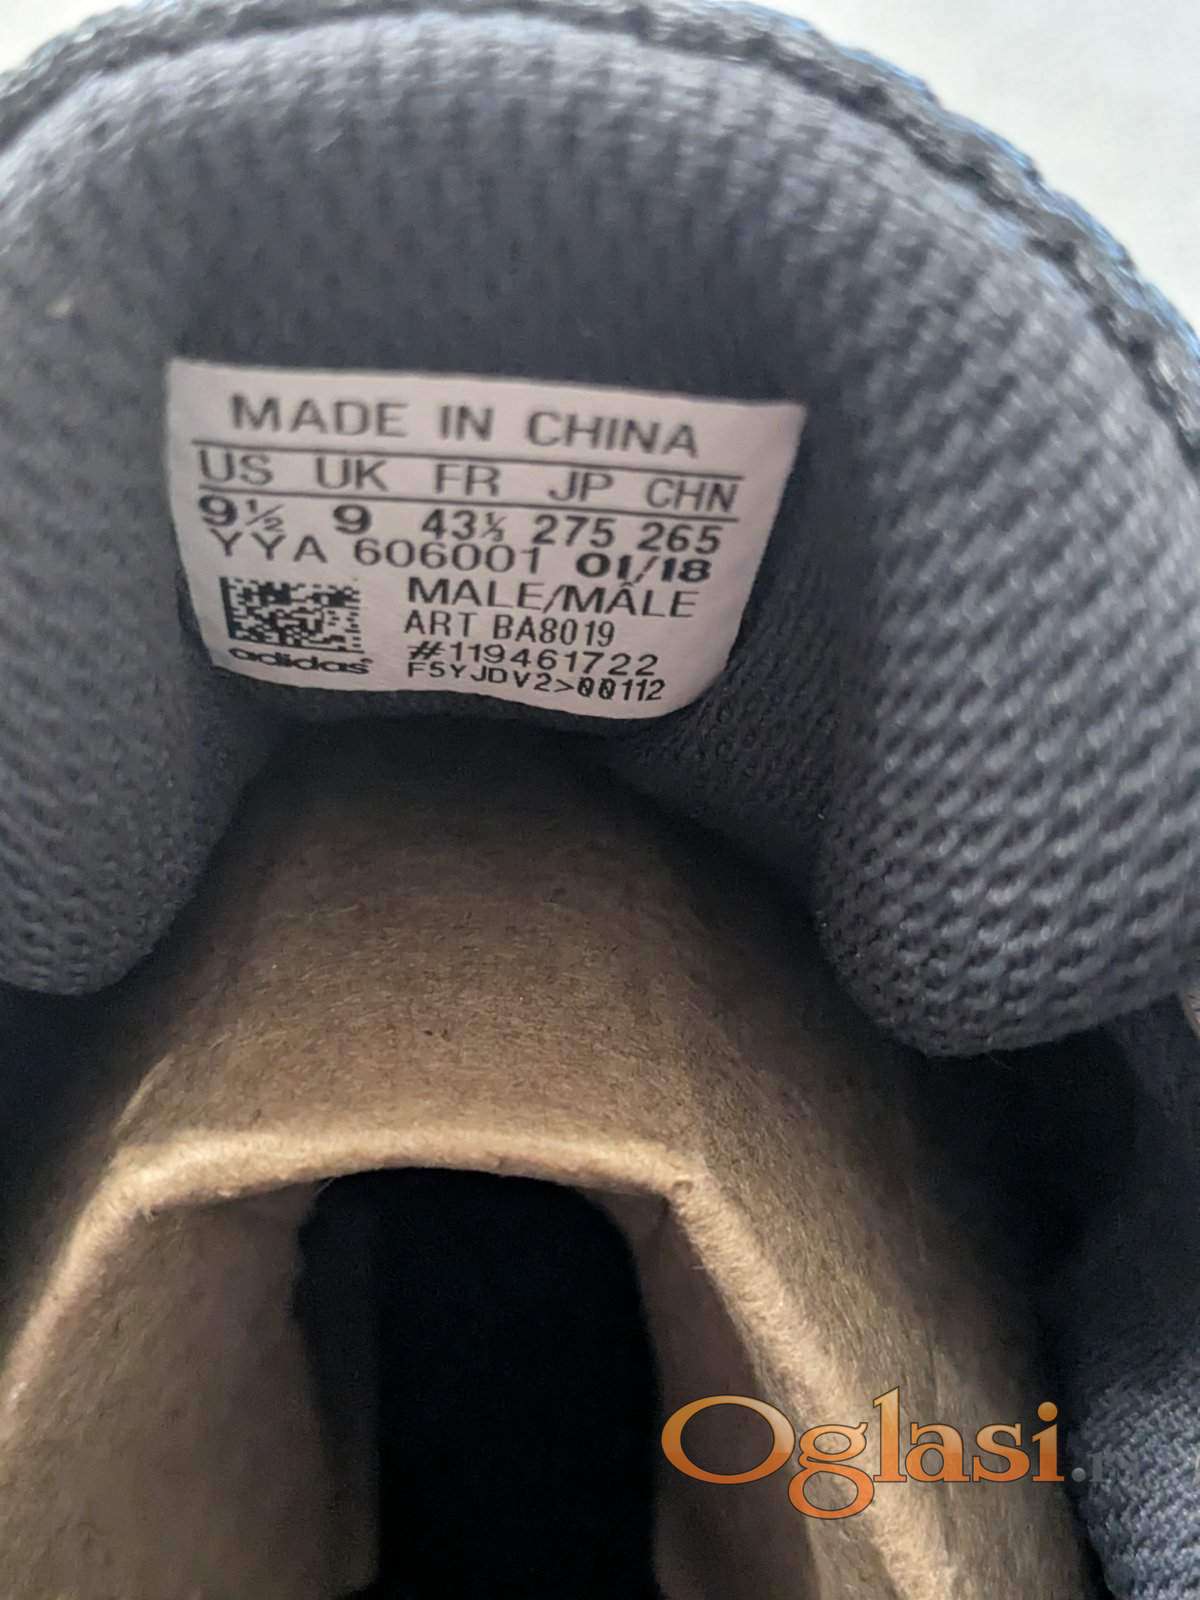 MADE IN CHINA
US UK FR JP CHN
9½ 9 43⅓ 275 265
YYA 606001 01/18
MALE/MÂLE
ART BA8019
#119461722
F5YJDV2>00112
adidas
Oglasi